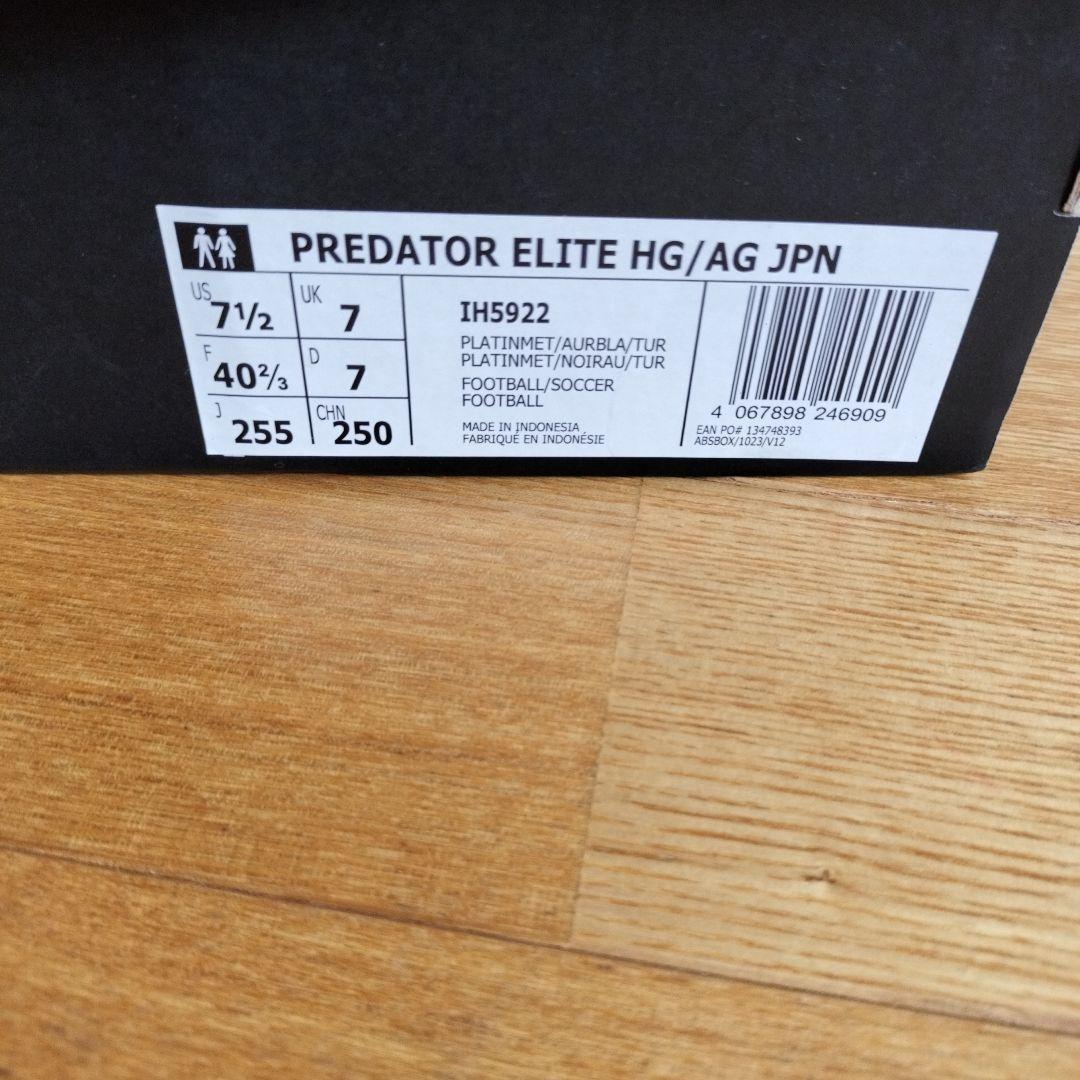 PREDATOR ELITE HG/AG JPN
US 7½ UK 7
F 40⅔ D 7
J 255 CHN 250
IH5922
PLATINMET/AURBLA/TUR
PLATINMET/NOIRAU/TUR
FOOTBALL/SOCCER
FOOTBALL
MADE IN INDONESIA
FABRIQUÉ EN INDONÉSIE
4 067898 246909
EAN PO# 134748393
ABSBOX/1023/V12